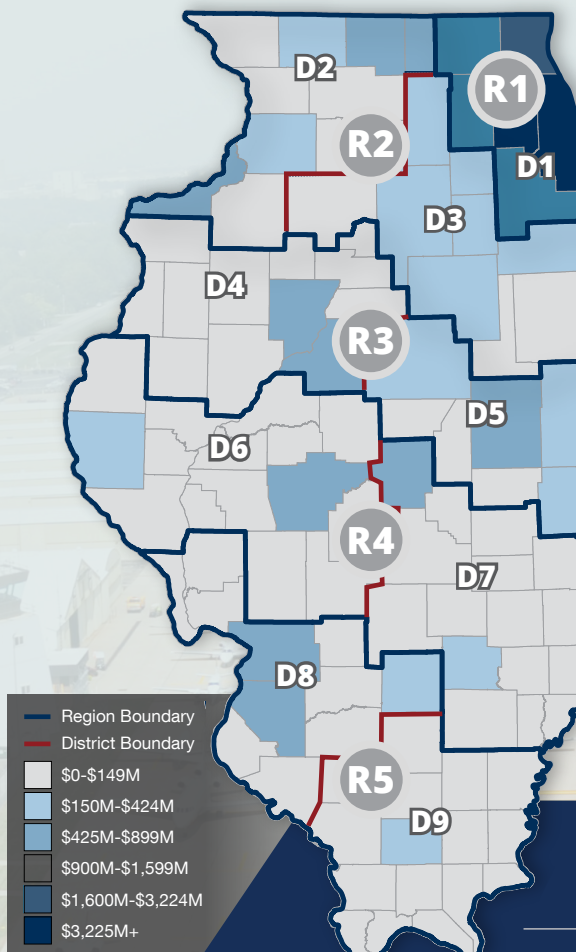 D2
R1
R2
D1
D3
D4
R3
D5
D6
R4
D7
D8
R5
D9
Region Boundary
District Boundary
$0-$149M
$150M-$424M
$425M-$899M
$900M-$1,599M
$1,600M-$3,224M
$3,225M+